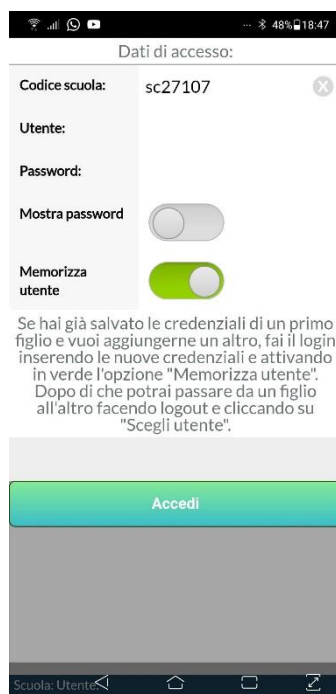 48% 18:47
Dati di accesso:
Codice scuola: sc27107
Utente:
Password:
Mostra password
Memorizza
utente
Se hai già salvato le credenziali di un primo
figlio e vuoi aggiungerne un altro, fai il login
inserendo le nuove credenziali e attivando
in verde l'opzione "Memorizza utente".
Dopo di che potrai passare da un figlio
all'altro facendo logout e cliccando su
"Scegli utente".
Accedi
Scuola: Utente: